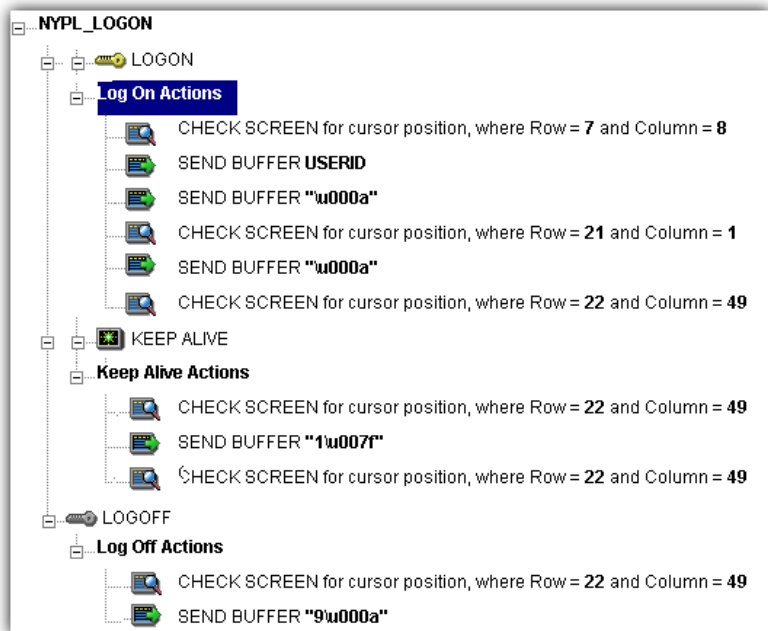 NYPL_LOGON
LOGON
Log On Actions
CHECK SCREEN for cursor position, where Row = 7 and Column = 8
SEND BUFFER USERID
SEND BUFFER "\u000a"
CHECK SCREEN for cursor position, where Row = 21 and Column = 1
SEND BUFFER "\u000a"
CHECK SCREEN for cursor position, where Row = 22 and Column = 49
KEEP ALIVE
Keep Alive Actions
CHECK SCREEN for cursor position, where Row = 22 and Column = 49
SEND BUFFER "1\u007f"
CHECK SCREEN for cursor position, where Row = 22 and Column = 49
LOGOFF
Log Off Actions
CHECK SCREEN for cursor position, where Row = 22 and Column = 49
SEND BUFFER "9\u000a"